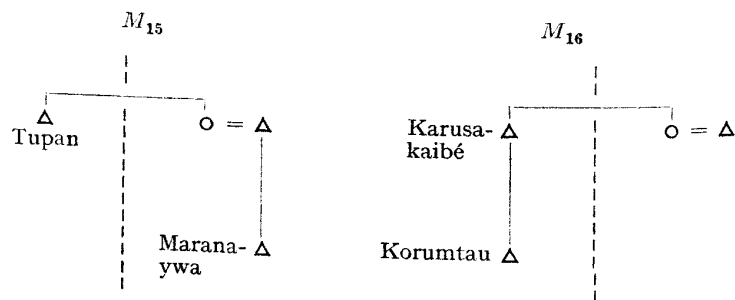 M15
M16
Tupan
Karusa-
kaibé
Marana-
ywa
Korumtau